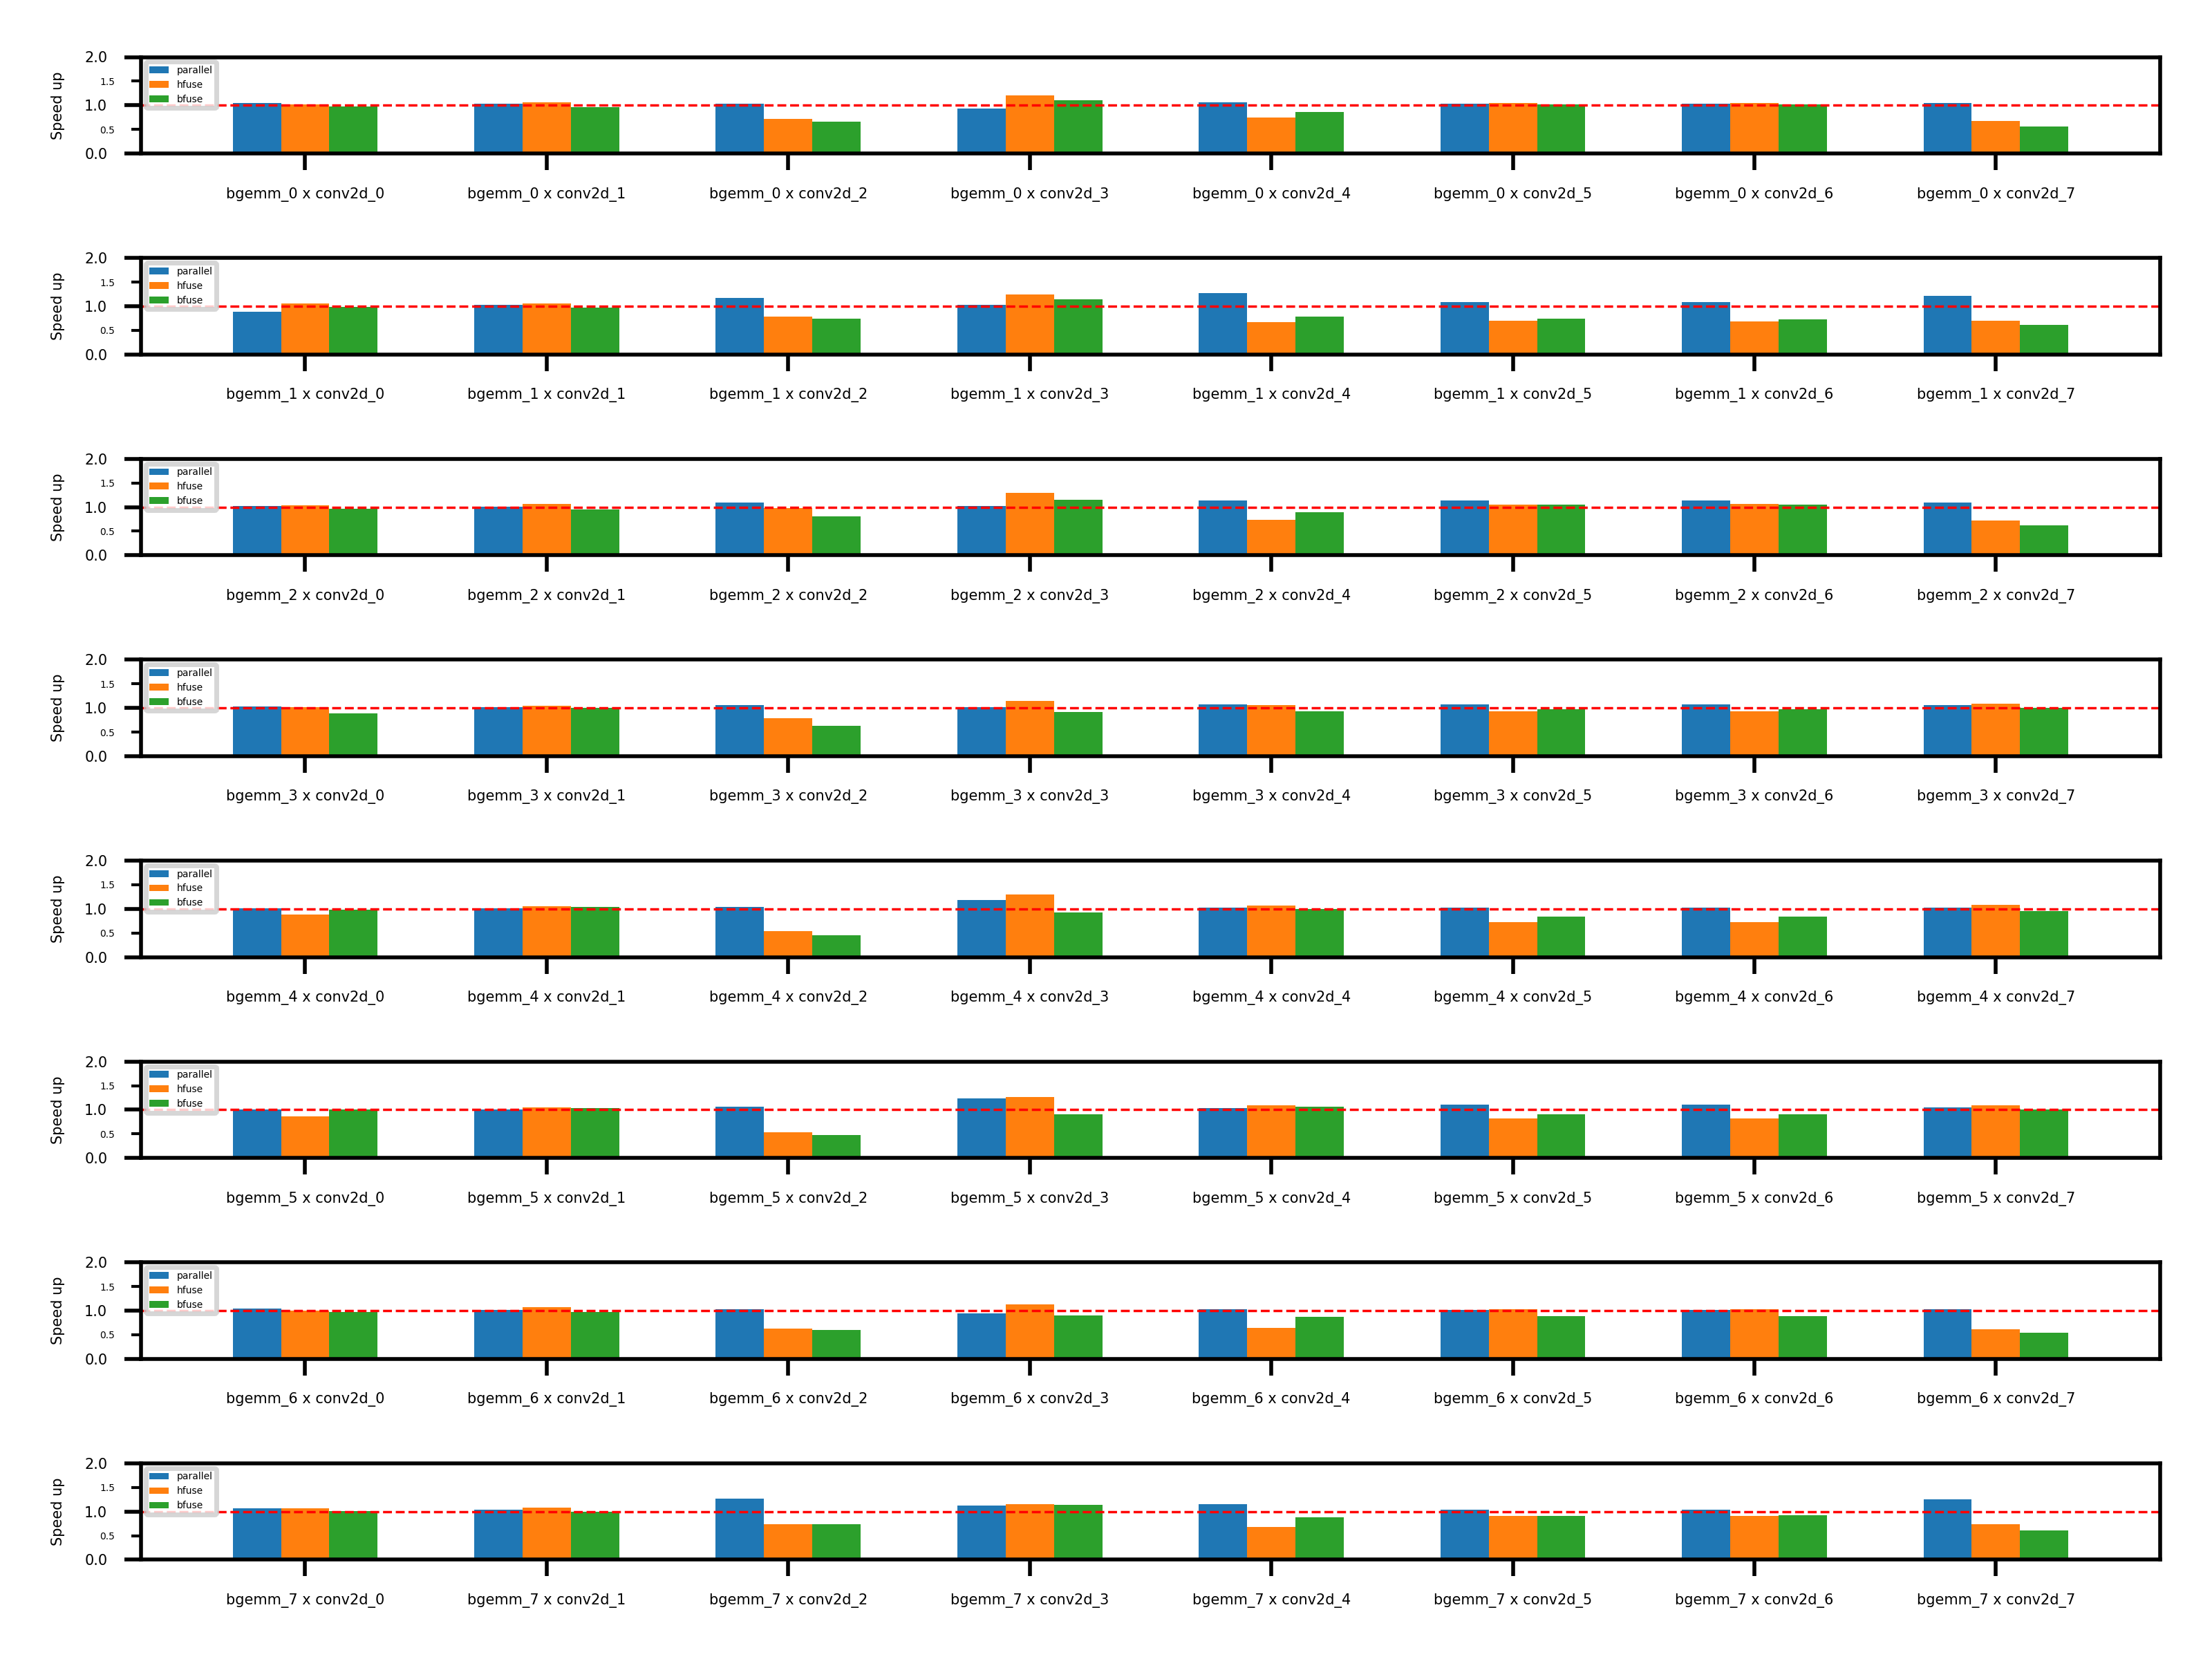 Speed up
2.0
1.5
1.0
0.5
0.0
parallel
hfuse
bfuse
bgemm_0 x conv2d_0 bgemm_0 x conv2d_1 bgemm_0 x conv2d_2 bgemm_0 x conv2d_3 bgemm_0 x conv2d_4 bgemm_0 x conv2d_5 bgemm_0 x conv2d_6 bgemm_0 x conv2d_7
Speed up
2.0
1.5
1.0
0.5
0.0
parallel
hfuse
bfuse
bgemm_1 x conv2d_0 bgemm_1 x conv2d_1 bgemm_1 x conv2d_2 bgemm_1 x conv2d_3 bgemm_1 x conv2d_4 bgemm_1 x conv2d_5 bgemm_1 x conv2d_6 bgemm_1 x conv2d_7
Speed up
2.0
1.5
1.0
0.5
0.0
parallel
hfuse
bfuse
bgemm_2 x conv2d_0 bgemm_2 x conv2d_1 bgemm_2 x conv2d_2 bgemm_2 x conv2d_3 bgemm_2 x conv2d_4 bgemm_2 x conv2d_5 bgemm_2 x conv2d_6 bgemm_2 x conv2d_7
Speed up
2.0
1.5
1.0
0.5
0.0
parallel
hfuse
bfuse
bgemm_3 x conv2d_0 bgemm_3 x conv2d_1 bgemm_3 x conv2d_2 bgemm_3 x conv2d_3 bgemm_3 x conv2d_4 bgemm_3 x conv2d_5 bgemm_3 x conv2d_6 bgemm_3 x conv2d_7
Speed up
2.0
1.5
1.0
0.5
0.0
parallel
hfuse
bfuse
bgemm_4 x conv2d_0 bgemm_4 x conv2d_1 bgemm_4 x conv2d_2 bgemm_4 x conv2d_3 bgemm_4 x conv2d_4 bgemm_4 x conv2d_5 bgemm_4 x conv2d_6 bgemm_4 x conv2d_7
Speed up
2.0
1.5
1.0
0.5
0.0
parallel
hfuse
bfuse
bgemm_5 x conv2d_0 bgemm_5 x conv2d_1 bgemm_5 x conv2d_2 bgemm_5 x conv2d_3 bgemm_5 x conv2d_4 bgemm_5 x conv2d_5 bgemm_5 x conv2d_6 bgemm_5 x conv2d_7
Speed up
2.0
1.5
1.0
0.5
0.0
parallel
hfuse
bfuse
bgemm_6 x conv2d_0 bgemm_6 x conv2d_1 bgemm_6 x conv2d_2 bgemm_6 x conv2d_3 bgemm_6 x conv2d_4 bgemm_6 x conv2d_5 bgemm_6 x conv2d_6 bgemm_6 x conv2d_7
Speed up
2.0
1.5
1.0
0.5
0.0
parallel
hfuse
bfuse
bgemm_7 x conv2d_0 bgemm_7 x conv2d_1 bgemm_7 x conv2d_2 bgemm_7 x conv2d_3 bgemm_7 x conv2d_4 bgemm_7 x conv2d_5 bgemm_7 x conv2d_6 bgemm_7 x conv2d_7